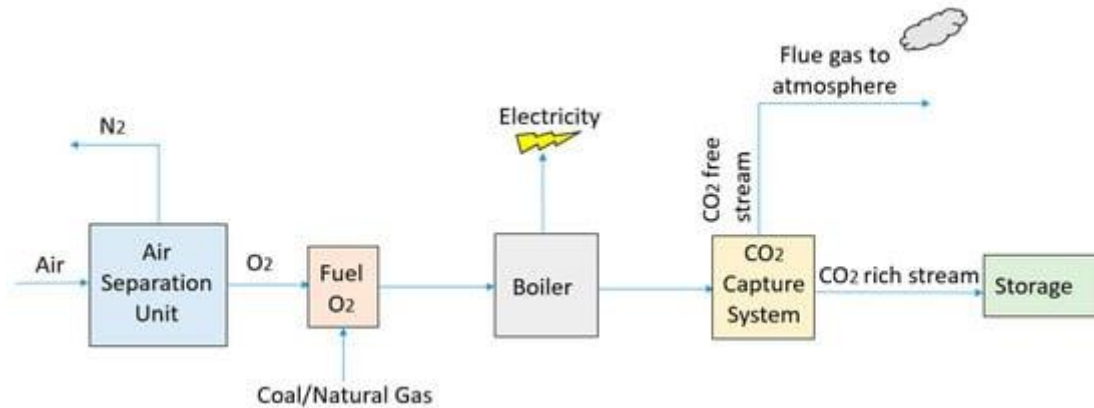 Flue gas to
atmosphere
Electricity
N2
CO2 free
stream
Air
Air
Separation
Unit
O2
Fuel
O2
Boiler
CO2
Capture
System
CO2 rich stream
Storage
Coal/Natural Gas